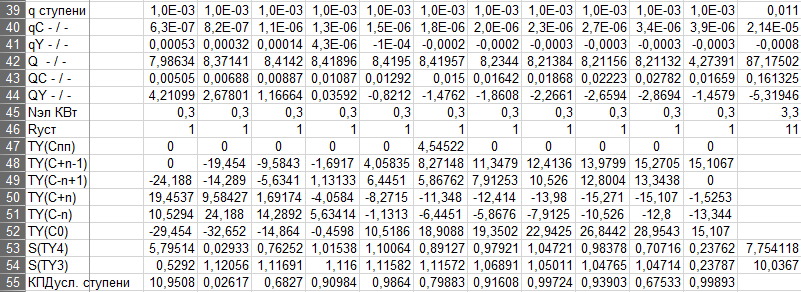 39 q ступени 1,0E-03 1,0E-03 1,0E-03 1,0E-03 1,0E-03 1,0E-03 1,0E-03 1,0E-03 1,0E-03 1,0E-03 1,0E-03 0,011
40 qC - / - 6,3E-07 8,2E-07 1,1E-06 1,3E-06 1,5E-06 1,8E-06 2,0E-06 2,3E-06 2,7E-06 3,4E-06 3,9E-06 2,14E-05
41 qY - / - 0,00053 0,00032 0,00014 4,3E-06 -1E-04 -0,0002 -0,0002 -0,0003 -0,0003 -0,0003 -0,0003 -0,0008
42 Q - / - 7,98634 8,37141 8,4142 8,41896 8,4195 8,41957 8,2344 8,21384 8,21156 8,21132 4,27391 87,17502
43 QC - / - 0,00505 0,00688 0,00887 0,01087 0,01292 0,015 0,01642 0,01868 0,02223 0,02782 0,01659 0,161325
44 QY - / - 4,21099 2,67801 1,16664 0,03592 -0,8212 -1,4762 -1,8608 -2,2661 -2,6594 -2,8694 -1,4579 -5,31946
45 Nэл КВт 0,3 0,3 0,3 0,3 0,3 0,3 0,3 0,3 0,3 0,3 0,3 3,3
46 Rуст 1 1 1 1 1 1 1 1 1 1 1 11
47 TY(Cпп) 0 0 0 0 0 4,54522 0 0 0 0 0
48 TY(C+n-1) 0 -19,454 -9,5843 -1,6917 4,05835 8,27148 11,3479 12,4136 13,9799 15,2705 15,1067
49 TY(C-n+1) -24,188 -14,289 -5,6341 1,13133 6,4451 5,86762 7,91253 10,526 12,8004 13,3438 0
50 TY(C+n) 19,4537 9,58427 1,69174 -4,0584 -8,2715 -11,348 -12,414 -13,98 -15,271 -15,107 -1,5253
51 TY(C-n) 10,5294 24,188 14,2892 5,63414 -1,1313 -6,4451 -5,8676 -7,9125 -10,526 -12,8 -13,344
52 TY(C0) -29,454 -32,652 -14,864 -0,4598 10,5186 18,9088 19,3502 22,9425 26,8442 28,9543 15,107
53 S(TY4) 5,79514 0,02933 0,76252 1,01538 1,10064 0,89127 0,97921 1,04721 0,98378 0,70716 0,23762 7,754118
54 S(TY3) 0,5292 1,12056 1,11691 1,116 1,11582 1,11572 1,06891 1,05011 1,04765 1,04714 0,23787 10,0367
55 КПДусл. ступени 10,9508 0,02617 0,6827 0,90984 0,9864 0,79883 0,91608 0,99724 0,93903 0,67533 0,99893